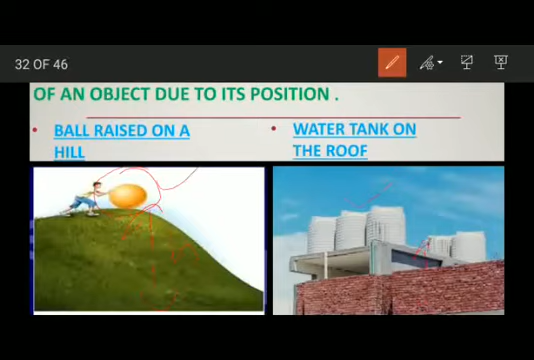 32 OF 46
OF AN OBJECT DUE TO ITS POSITION .
• BALL RAISED ON A
HILL
• WATER TANK ON
THE ROOF